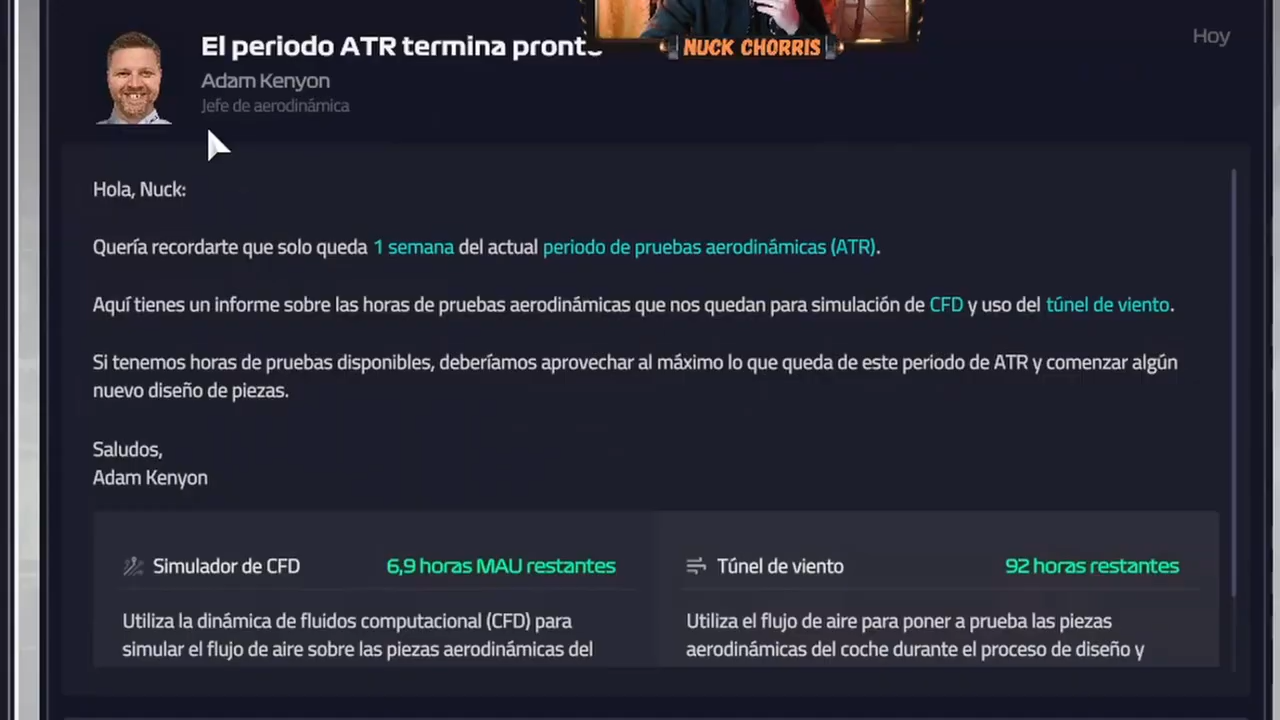 NUCK CHORRIS
El periodo ATR termina pronto
Hoy
Adam Kenyon
Jefe de aerodinámica
Hola, Nuck:
Quería recordarte que solo queda 1 semana del actual periodo de pruebas aerodinámicas (ATR).
Aquí tienes un informe sobre las horas de pruebas aerodinámicas que nos quedan para simulación de CFD y uso del túnel de viento.
Si tenemos horas de pruebas disponibles, deberíamos aprovechar al máximo lo que queda de este periodo de ATR y comenzar algún
nuevo diseño de piezas.
Saludos,
Adam Kenyon
Simulador de CFD 6,9 horas MAU restantes
Utiliza la dinámica de fluidos computacional (CFD) para
simular el flujo de aire sobre las piezas aerodinámicas del
Túnel de viento 92 horas restantes
Utiliza el flujo de aire para poner a prueba las piezas
aerodinámicas del coche durante el proceso de diseño y